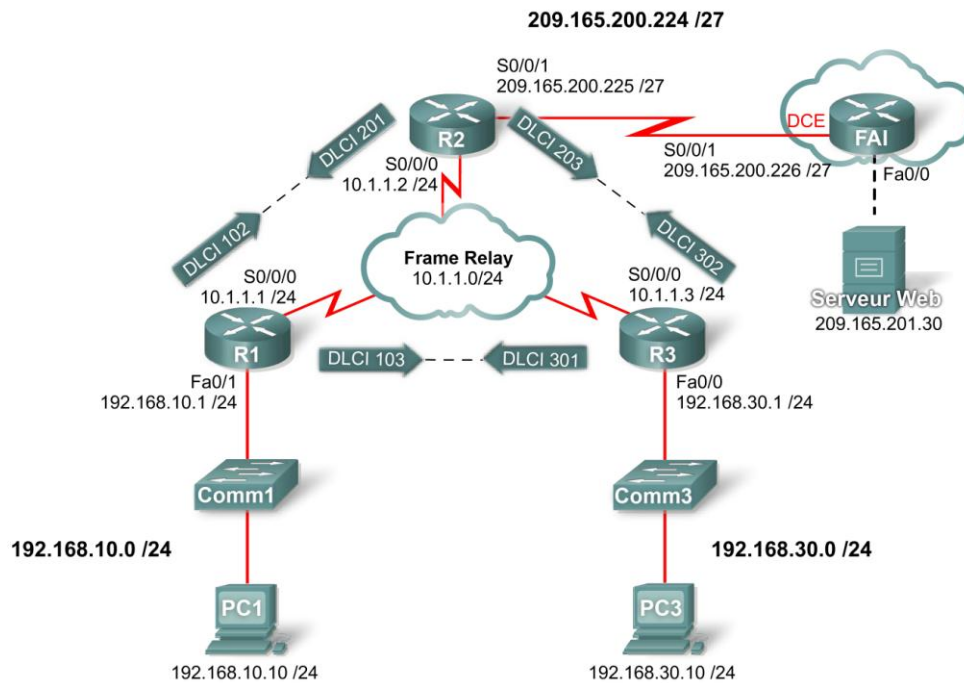 209.165.200.224 /27
S0/0/1
209.165.200.225 /27
DLCI 201
R2
DLCI 203
DCE
FAI
S0/0/1
209.165.200.226 /27
Fa0/0
S0/0/0
10.1.1.2 /24
DLCI 102
Frame Relay
10.1.1.0/24
DLCI 302
S0/0/0
10.1.1.1 /24
S0/0/0
10.1.1.3 /24
Serveur Web
209.165.201.30
R1
DLCI 103
DLCI 301
R3
Fa0/1
192.168.10.1 /24
Fa0/0
192.168.30.1 /24
Comm1
Comm3
192.168.10.0 /24
192.168.30.0 /24
PC1
PC3
192.168.10.10 /24
192.168.30.10 /24